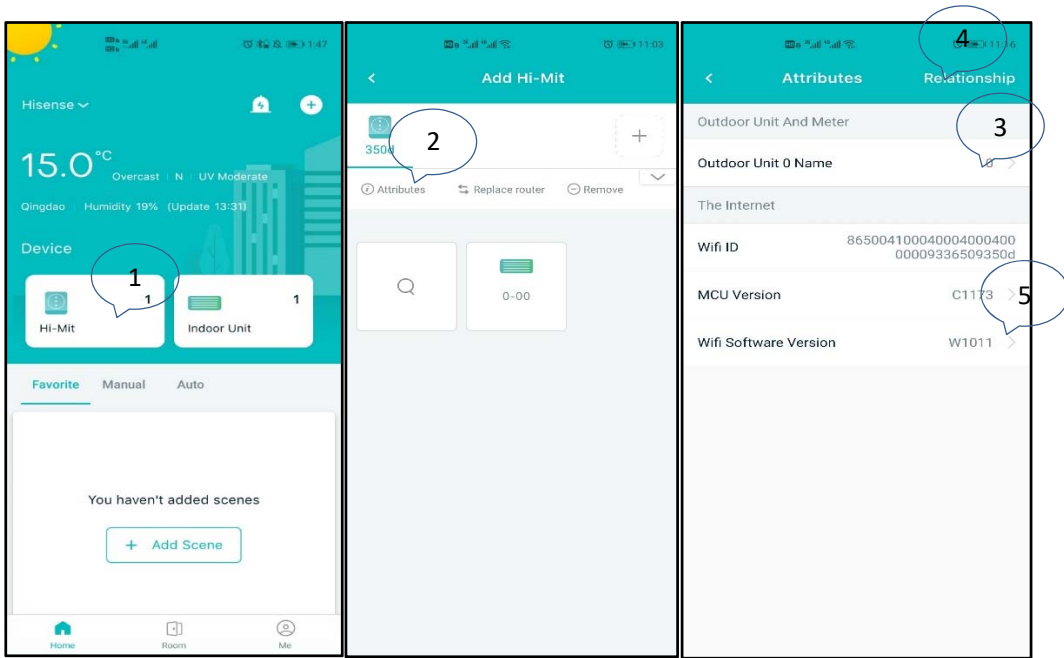 1:47
Hisense
15.0°C
Overcast | N | UV Moderate
Qingdao | Humidity 19% (Update 13:31)
Device
1
1
1
Hi-Mit
Indoor Unit
Favorite Manual Auto
You haven't added scenes
+ Add Scene
Home Room Me
11:03
< Add Hi-Mit
2
350d
+
Attributes Replace router Remove
0-00
4
< Attributes Relationship
Outdoor Unit And Meter
3
Outdoor Unit 0 Name 0 >
The Internet
Wifi ID 865004100040004000400
00009336509350d
MCU Version C1173 >
5
Wifi Software Version W1011 >